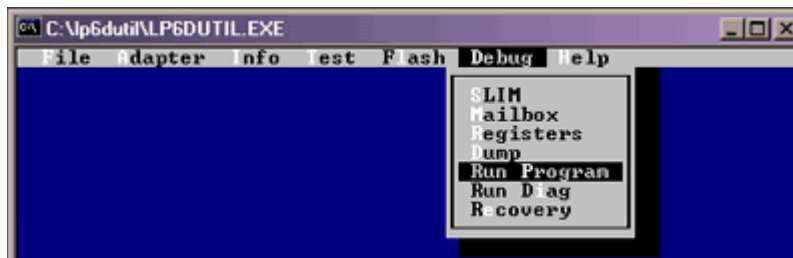 C:\lp6dutil\LP6DUTIL.EXE
File Adapter Info Test Flash Debug Help
SLIM
Mailbox
Registers
Dump
Run Program
Run Diag
Recovery